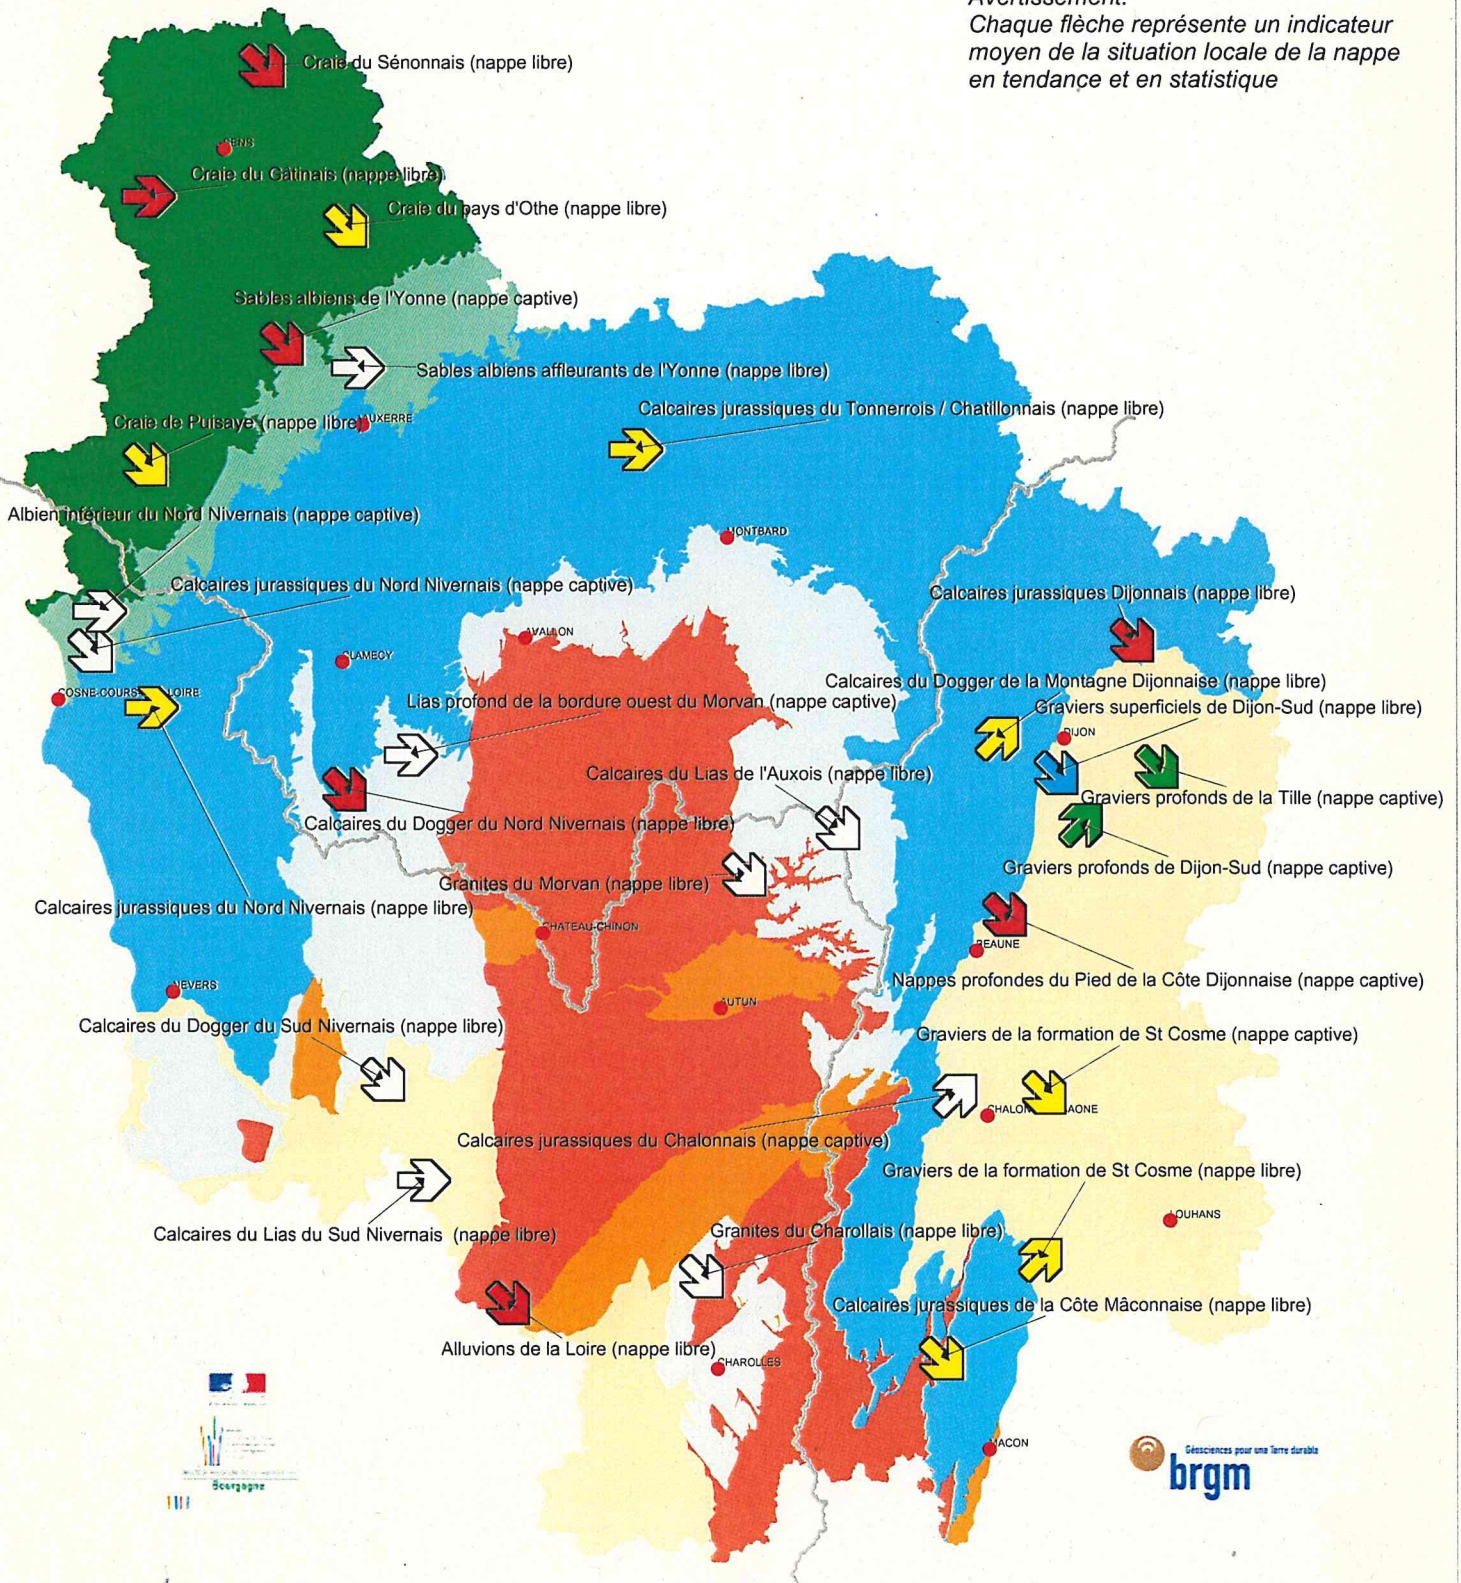 Avertissement:
Chaque flèche représente un indicateur
moyen de la situation locale de la nappe
en tendance et en statistique
Craie du Sénonnais (nappe libre)
SENS
Craie du Gâtinais (nappe libre)
Craie du pays d'Othe (nappe libre)
Sables albiens de l'Yonne (nappe captive)
Sables albiens affleurants de l'Yonne (nappe libre)
Calcaires jurassiques du Tonnerrois / Chatillonnais (nappe libre)
Craie de Puisaye (nappe libre)
AUXERRE
Albien inférieur du Nord Nivernais (nappe captive)
MONTBARD
Calcaires jurassiques du Nord Nivernais (nappe captive)
Calcaires jurassiques Dijonnais (nappe libre)
AVALLON
CLAMECY
Calcaires du Dogger de la Montagne Dijonnaise (nappe libre)
COSNE-COURS LOIRE
Lias profond de la bordure ouest du Morvan (nappe captive)
Graviers superficiels de Dijon-Sud (nappe libre)
DIJON
Calcaires du Lias de l'Auxois (nappe libre)
Graviers profonds de la Tille (nappe captive)
Calcaires du Dogger du Nord Nivernais (nappe libre)
Graviers profonds de Dijon-Sud (nappe captive)
Granites du Morvan (nappe libre)
Calcaires jurassiques du Nord Nivernais (nappe libre)
CHATEAU-CHINON
BEAUNE
Nappes profondes du Pied de la Côte Dijonnaise (nappe captive)
NEVERS
AUTUN
Calcaires du Dogger du Sud Nivernais (nappe libre)
Graviers de la formation de St Cosme (nappe captive)
CHALON AONE
Calcaires jurassiques du Chalonnais (nappe captive)
Graviers de la formation de St Cosme (nappe libre)
LOUHANS
Calcaires du Lias du Sud Nivernais (nappe libre)
Granites du Charollais (nappe libre)
Calcaires jurassiques de la Côte Mâconnaise (nappe libre)
Alluvions de la Loire (nappe libre)
CHAROLLES
MACON
Géosciences pour une Terre durable
brgm
Bourgogne